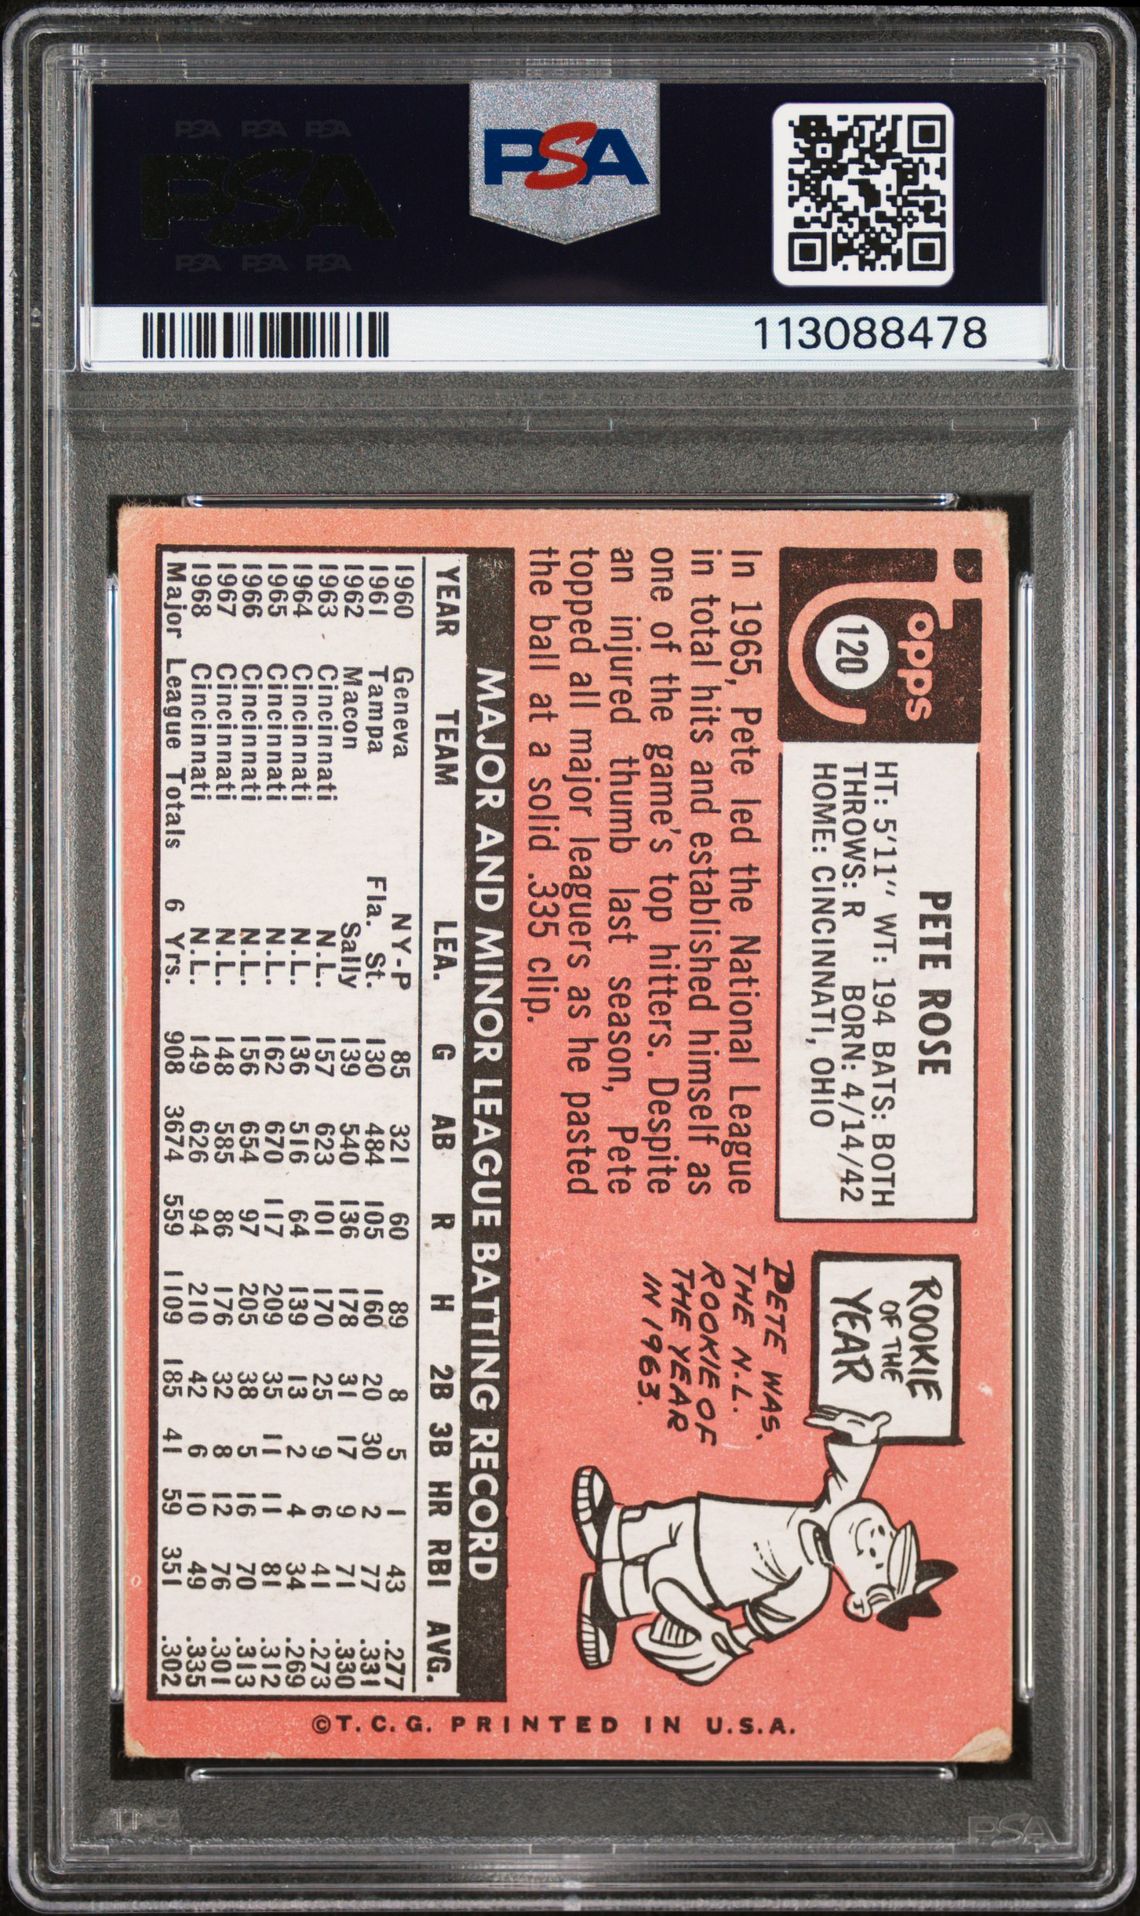 PSA PSA PSA
PSA
PSA PSA PSA
PSA
113088478
Topps
120
PETE ROSE
HT: 5'11" WT: 194 BATS: BOTH
THROWS: R BORN: 4/14/42
HOME: CINCINNATI, OHIO
In 1965, Pete led the National League
in total hits and established himself as
one of the game's top hitters. Despite
an injured thumb last season, Pete
topped all major leaguers as he pasted
the ball at a solid .335 clip.
ROOKIE
OF THE
YEAR
PETE WAS
THE N.L.
ROOKIE OF
THE YEAR
IN 1963.
MAJOR AND MINOR LEAGUE BATTING RECORD
YEAR TEAM LEA. G AB R H 2B 3B HR RBI AVG.
1960 Geneva NY-P 85 321 60 89 8 5 1 43 .277
1961 Tampa Fla. St. 130 484 105 160 20 30 2 77 .331
1962 Macon Sally 139 540 136 178 31 17 9 71 .330
1963 Cincinnati N.L. 157 623 101 170 25 9 6 41 .273
1964 Cincinnati N.L. 136 516 64 139 13 2 4 34 .269
1965 Cincinnati N.L. 162 670 117 209 35 11 11 81 .312
1966 Cincinnati N.L. 156 654 97 205 38 5 16 70 .313
1967 Cincinnati N.L. 148 585 86 176 32 8 12 76 .301
1968 Cincinnati N.L. 149 626 94 210 42 6 10 49 .335
Major League Totals 6 Yrs. 908 3674 559 1109 185 41 59 351 .302
©T.C.G. PRINTED IN U.S.A.
PSA